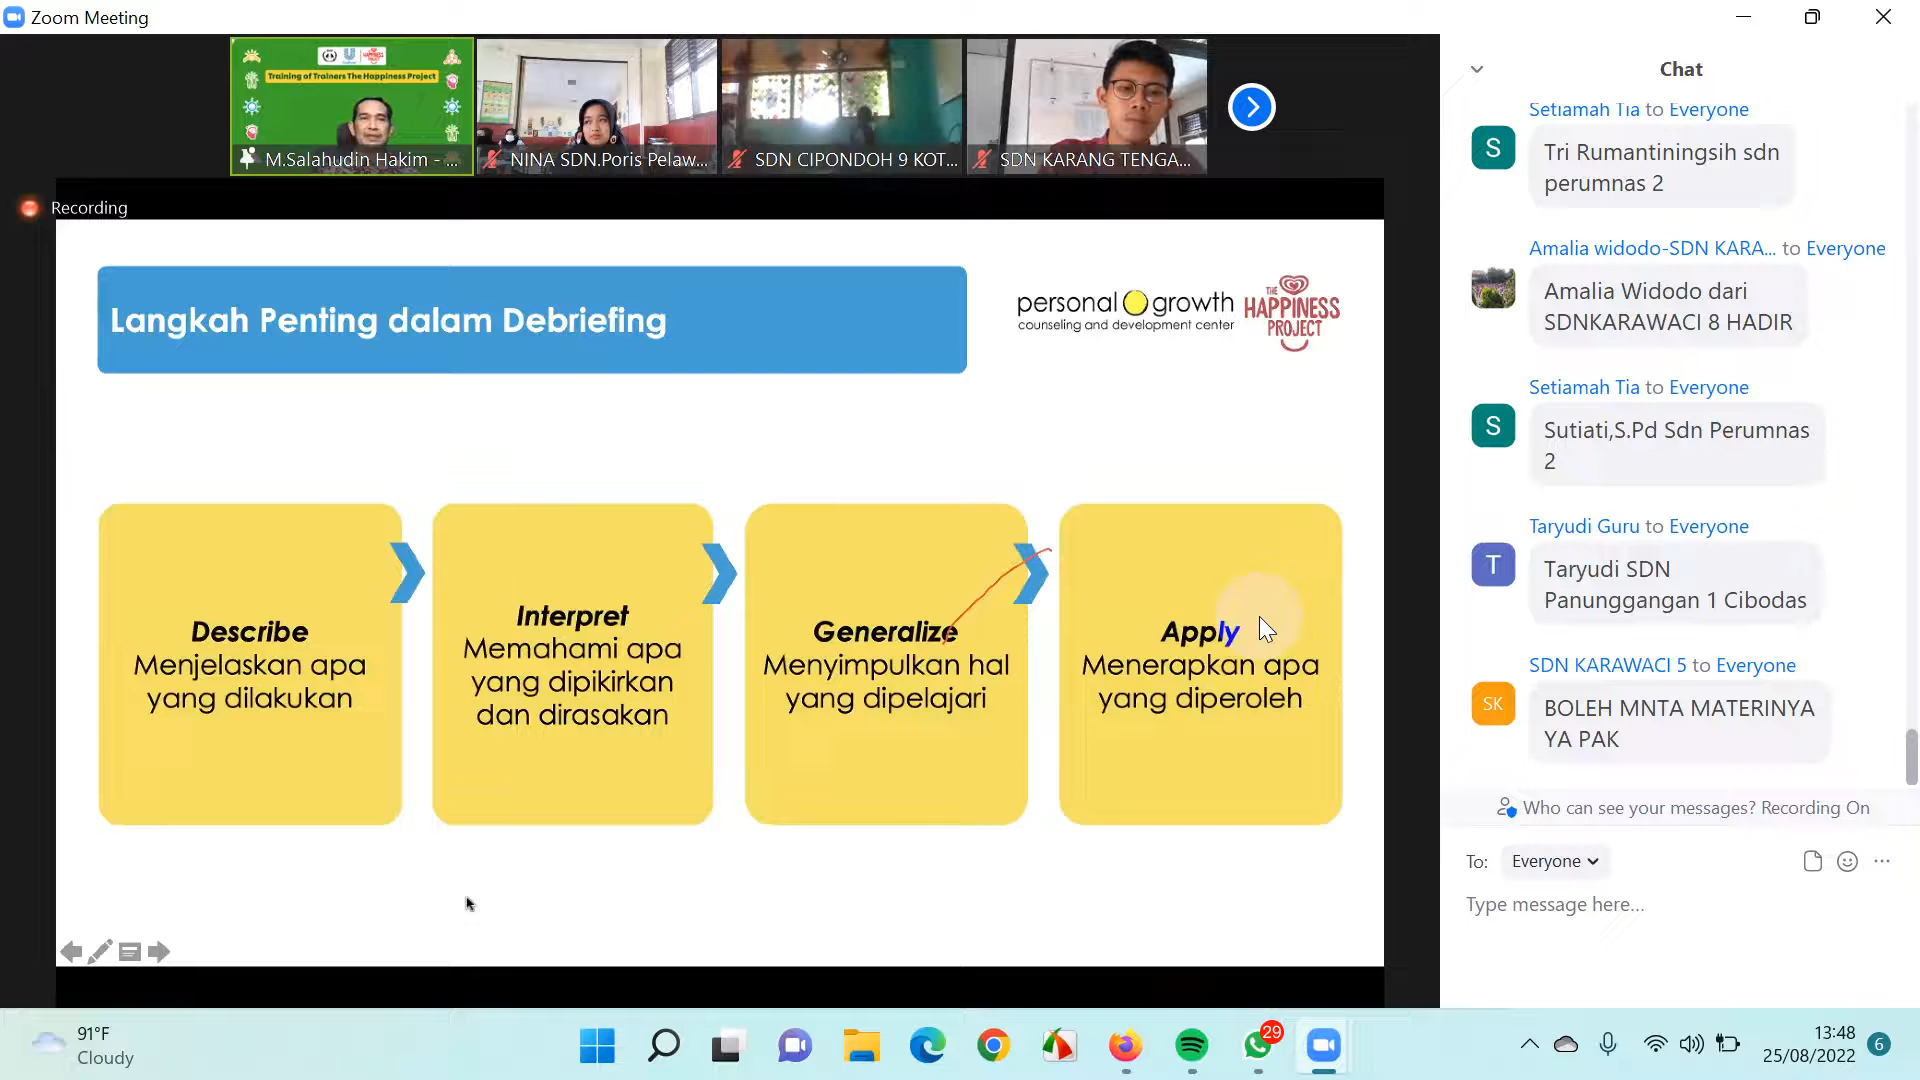 Zoom Meeting
Training of Trainers The Happiness Project
M.Salahudin Hakim - ...
NINA SDN.Poris Pelaw...
SDN CIPONDOH 9 KOT...
SDN KARANG TENGA...
Recording
Langkah Penting dalam Debriefing
personal growth
counseling and development center
THE
HAPPINESS
PROJECT
Describe
Menjelaskan apa
yang dilakukan
Interpret
Memahami apa
yang dipikirkan
dan dirasakan
Generalize
Menyimpulkan hal
yang dipelajari
Apply
Menerapkan apa
yang diperoleh
Chat
Setiamah Tia to Everyone
S
Tri Rumantiningsih sdn
perumnas 2
Amalia widodo-SDN KARA... to Everyone
Amalia Widodo dari
SDNKARAWACI 8 HADIR
Setiamah Tia to Everyone
S
Sutiati,S.Pd Sdn Perumnas
2
Taryudi Guru to Everyone
T
Taryudi SDN
Panunggangan 1 Cibodas
SDN KARAWACI 5 to Everyone
SK
BOLEH MNTA MATERINYA
YA PAK
Who can see your messages? Recording On
To: Everyone
Type message here...
91°F
Cloudy
29
13:48
25/08/2022
6